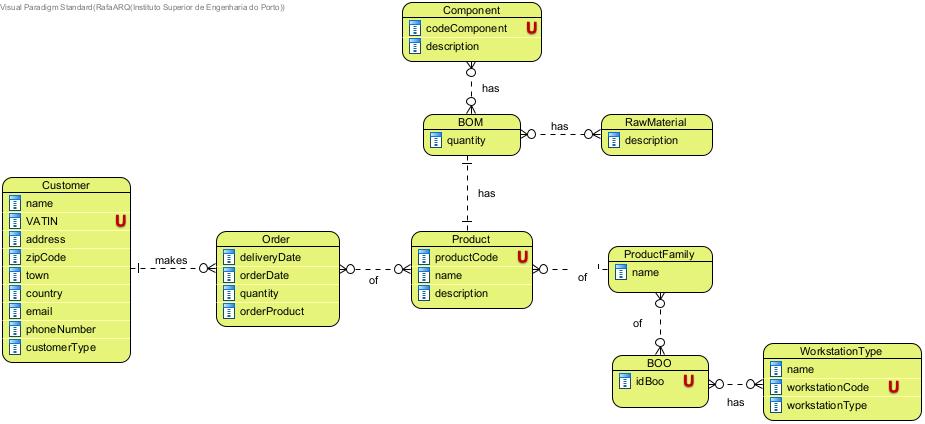 Visual Paradigm Standard(RafaARQ(Instituto Superior de Engenharia do Porto))
Component
codeComponent U
description
has
BOM
quantity
has
RawMaterial
description
has
Customer
name
VATIN U
address
zipCode
town
country
email
phoneNumber
customerType
makes
Order
deliveryDate
orderDate
quantity
orderProduct
of
Product
productCode U
name
description
of
ProductFamily
name
of
BOO
idBoo U
has
WorkstationType
name
workstationCode U
workstationType